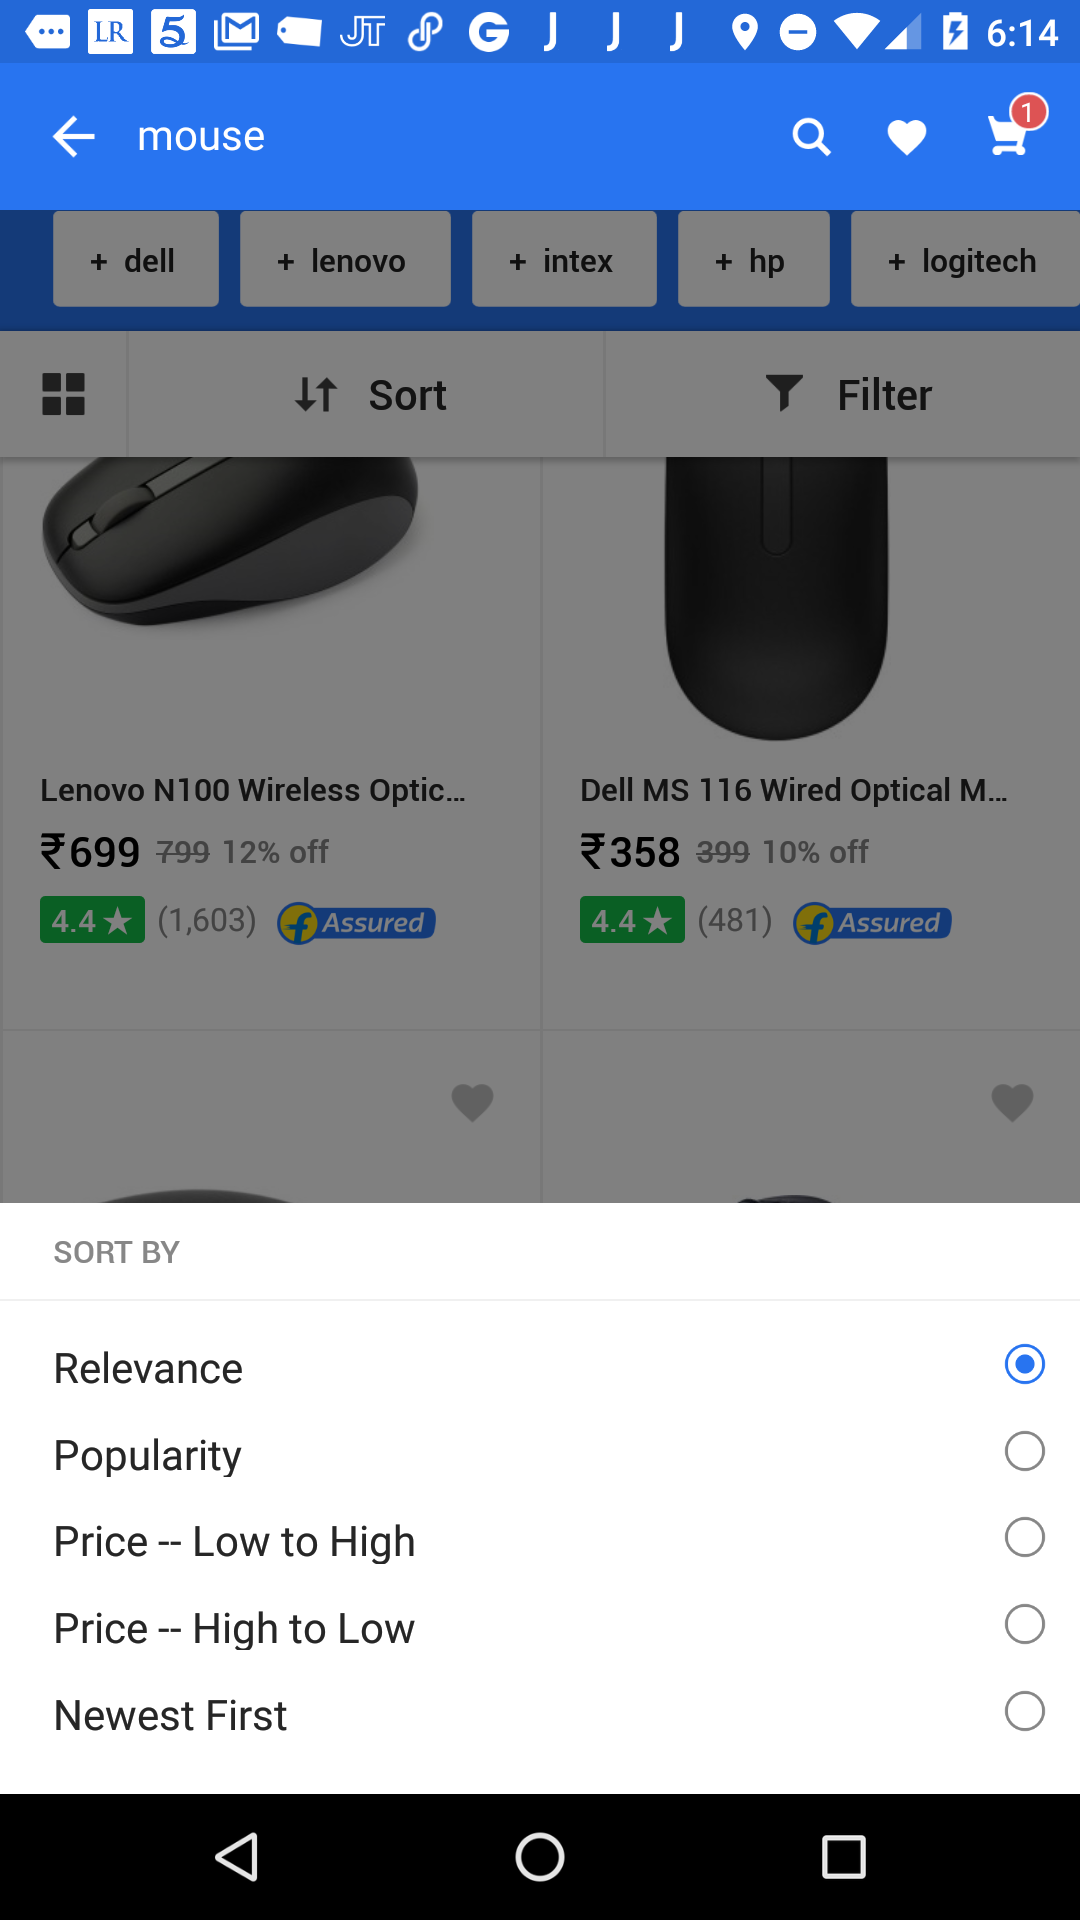 LR 5 JT G J J J 6:14
mouse 1
+ dell + lenovo + intex + hp + logitech
Sort Filter
Lenovo N100 Wireless Optic... Dell MS 116 Wired Optical M...
₹699 799 12% off ₹358 399 10% off
4.4★ (1,603) f Assured 4.4★ (481) f Assured
SORT BY
Relevance
Popularity
Price -- Low to High
Price -- High to Low
Newest First